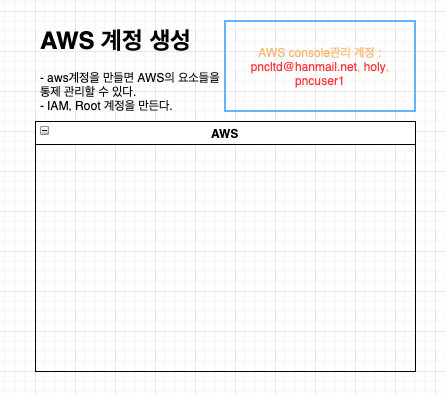 AWS 계정 생성
- aws계정을 만들면 AWS의 요소들을
통제 관리할 수 있다.
- IAM, Root 계정을 만든다.
AWS console관리 계정 :
pncltd@hanmail.net, holy,
pncuser1
AWS